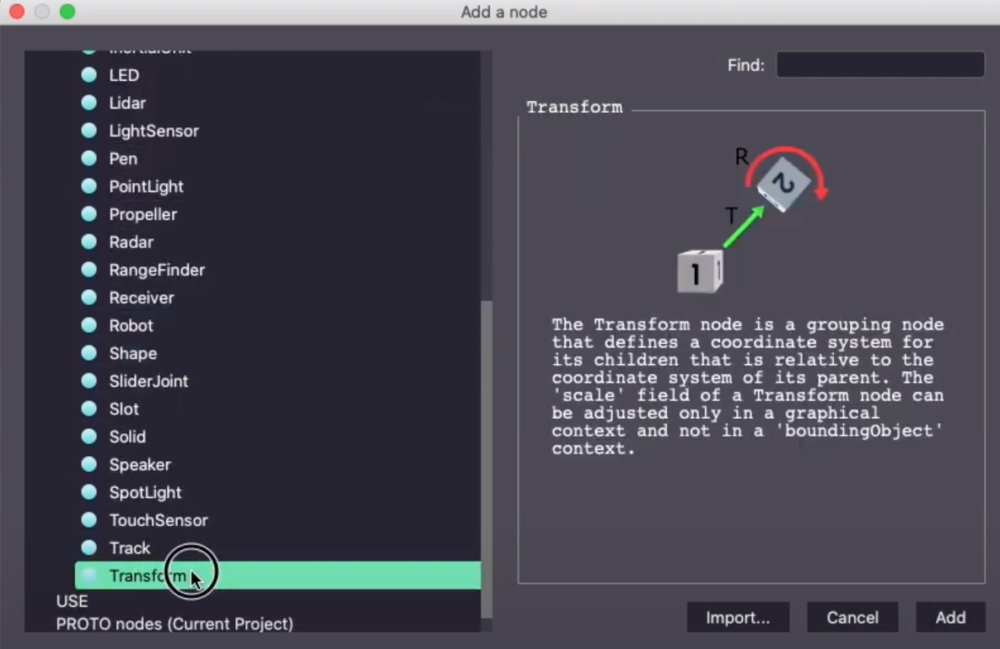 Add a node
InertialUnit
LED
Lidar
LightSensor
Pen
PointLight
Propeller
Radar
RangeFinder
Receiver
Robot
Shape
SliderJoint
Slot
Solid
Speaker
SpotLight
TouchSensor
Track
Transform
USE
PROTO nodes (Current Project)
Find:
Transform
R
2
T
1
1
The Transform node is a grouping node
that defines a coordinate system for
its children that is relative to the
coordinate system of its parent. The
'scale' field of a Transform node can
be adjusted only in a graphical
context and not in a 'boundingObject'
context.
Import...
Cancel
Add